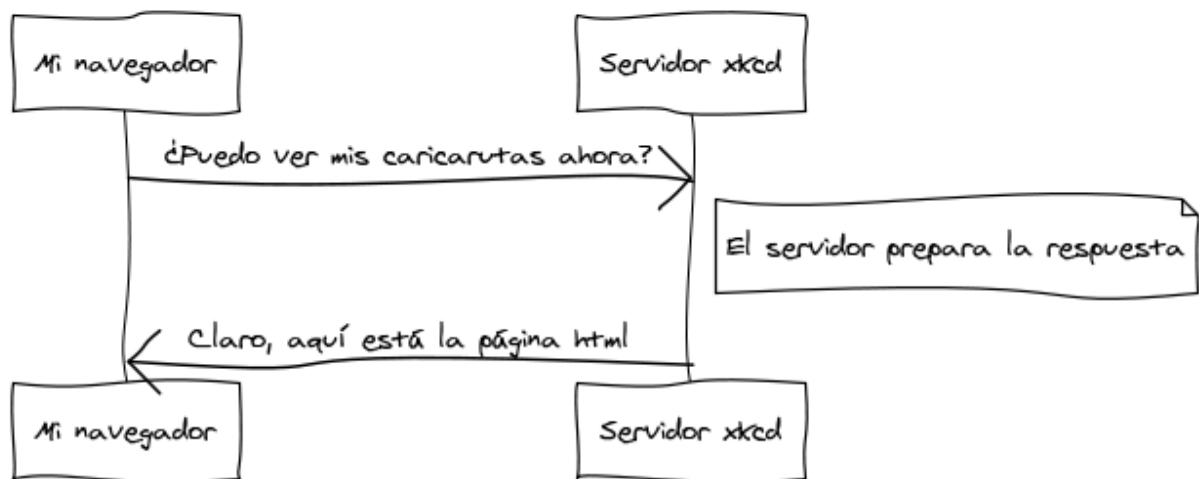 Mi navegador
Servidor xkcd
¿Puedo ver mis caricarutas ahora?
El servidor prepara la respuesta
Claro, aquí está la página html
Mi navegador
Servidor xkcd